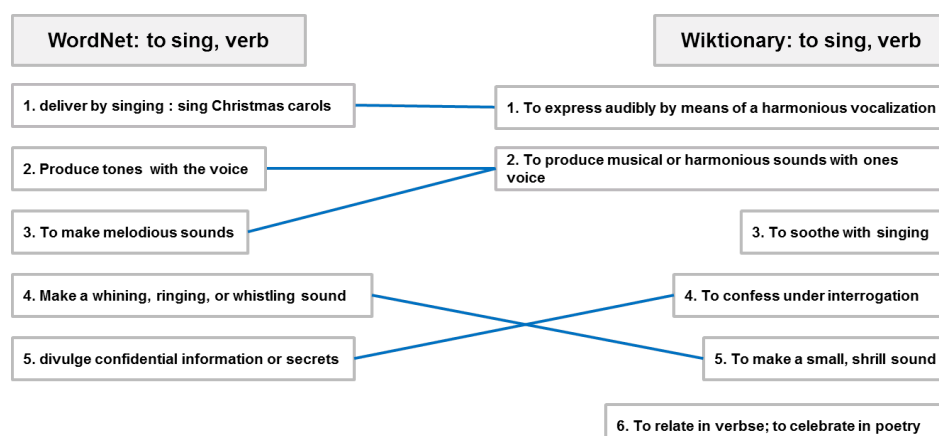 WordNet: to sing, verb
Wiktionary: to sing, verb
1. deliver by singing : sing Christmas carols
1. To express audibly by means of a harmonious vocalization
2. Produce tones with the voice
2. To produce musical or harmonious sounds with ones
voice
3. To make melodious sounds
3. To soothe with singing
4. Make a whining, ringing, or whistling sound
4. To confess under interrogation
5. divulge confidential information or secrets
5. To make a small, shrill sound
6. To relate in verbse; to celebrate in poetry